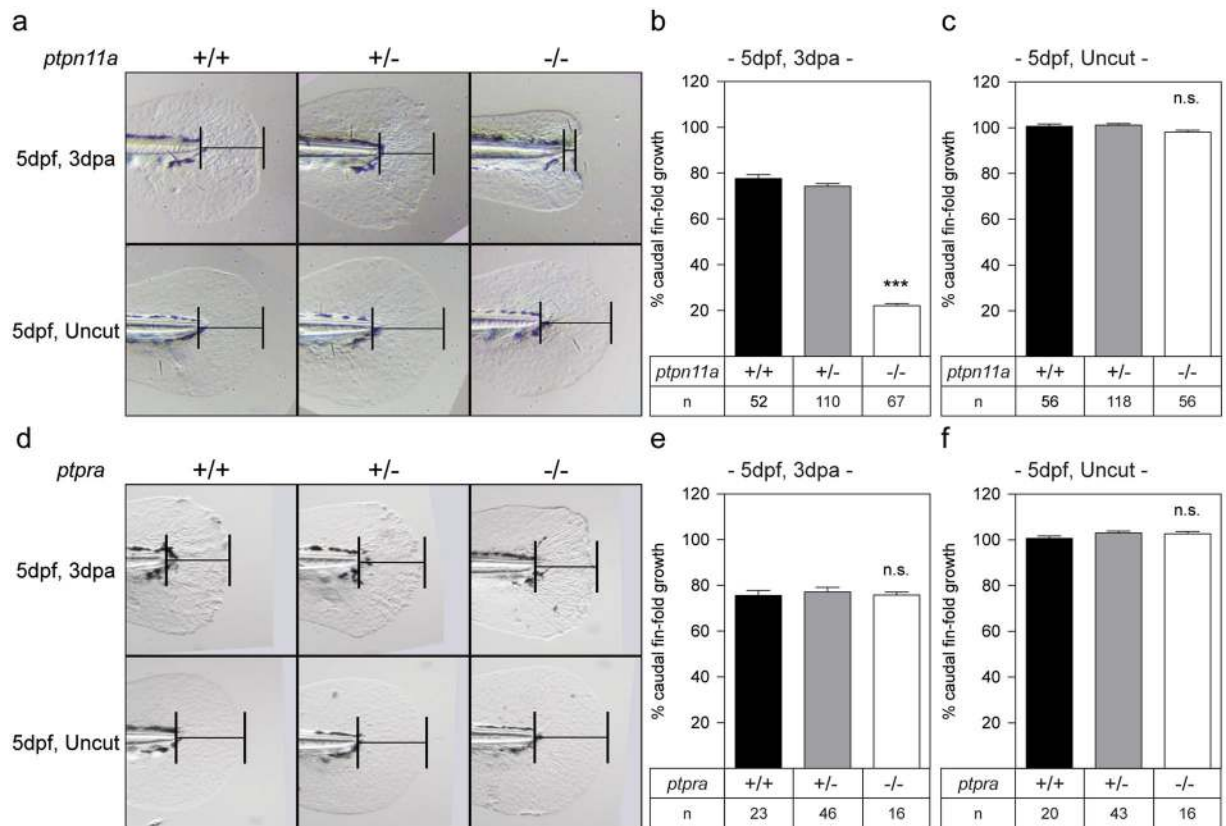 a
ptpn11a +/+ +/- -/-
5dpf, 3dpa
5dpf, Uncut
b
- 5dpf, 3dpa -
% caudal fin-fold growth
120
100
80
60
40
20
***
ptpn11a +/+ +/- -/-
n 52 110 67
c
- 5dpf, Uncut -
% caudal fin-fold growth
120
100
80
60
40
20
n.s.
ptpn11a +/+ +/- -/-
n 56 118 56
d
ptpra +/+ +/- -/-
5dpf, 3dpa
5dpf, Uncut
e
- 5dpf, 3dpa -
% caudal fin-fold growth
120
100
80
60
40
20
n.s.
ptpra +/+ +/- -/-
n 23 46 16
f
- 5dpf, Uncut -
% caudal fin-fold growth
120
100
80
60
40
20
n.s.
ptpra +/+ +/- -/-
n 20 43 16